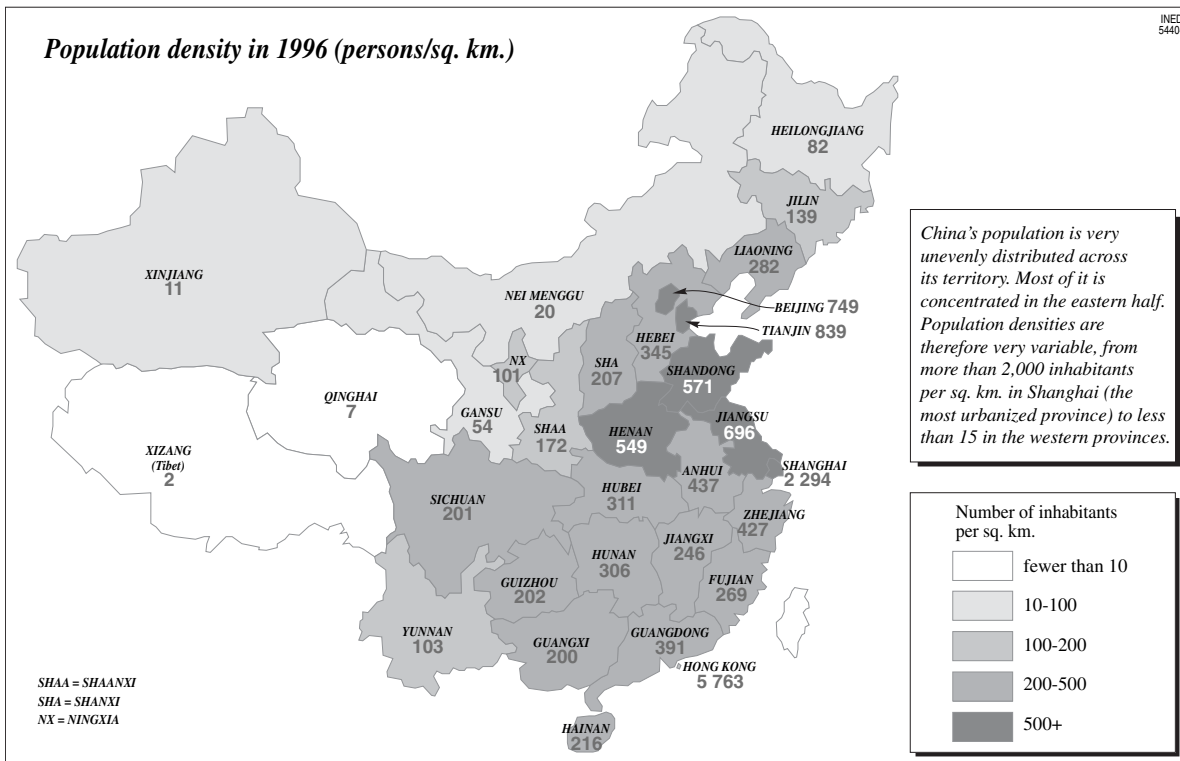 Population density in 1996 (persons/sq. km.)
INED
5440
HEILONGJIANG
82
JILIN
139
LIAONING
282
XINJIANG
11
NEI MENGGU
20
BEIJING 749
TIANJIN 839
HEBEI
345
NX
101
SHA
207
SHANDONG
571
QINGHAI
7
GANSU
54
SHAA
172
HENAN
549
JIANGSU
696
XIZANG
(Tibet)
2
SICHUAN
201
HUBEI
311
ANHUI
437
SHANGHAI
2 294
ZHEJIANG
427
HUNAN
306
JIANGXI
246
GUIZHOU
202
FUJIAN
269
YUNNAN
103
GUANGXI
200
GUANGDONG
391
HONG KONG
5 763
HAINAN
216
SHAA = SHAANXI
SHA = SHANXI
NX = NINGXIA
China's population is very
unevenly distributed across
its territory. Most of it is
concentrated in the eastern half.
Population densities are
therefore very variable, from
more than 2,000 inhabitants
per sq. km. in Shanghai (the
most urbanized province) to less
than 15 in the western provinces.
Number of inhabitants
per sq. km.
fewer than 10
10-100
100-200
200-500
500+